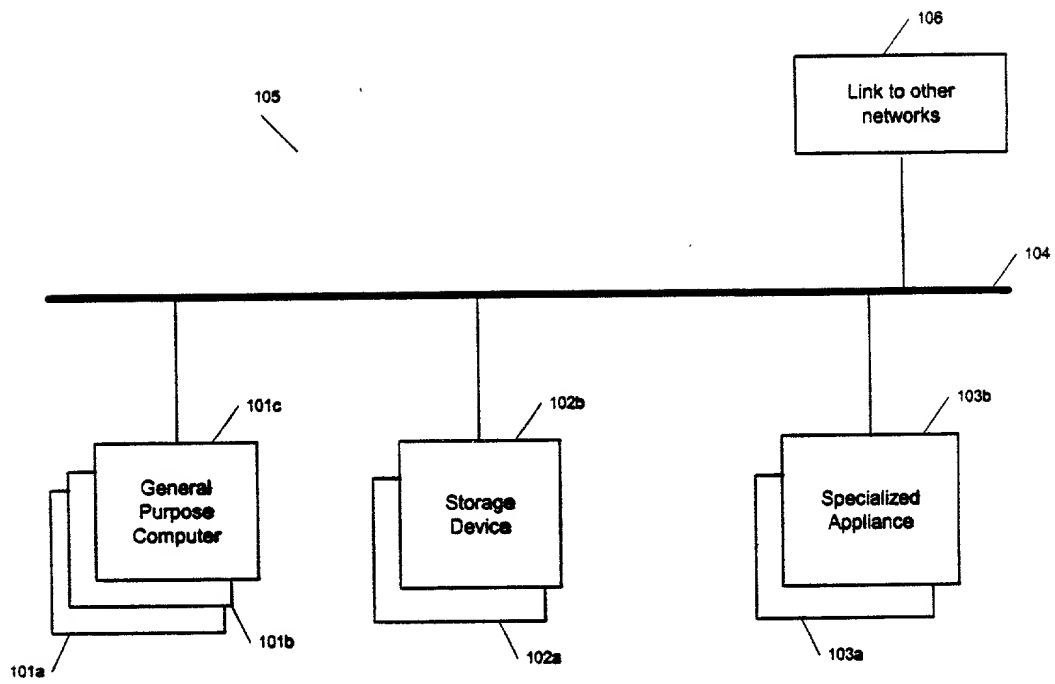 106
Link to other
networks
105
104
101c
102b
103b
General
Purpose
Computer
Storage
Device
Specialized
Appliance
101b
101a
102a
103a